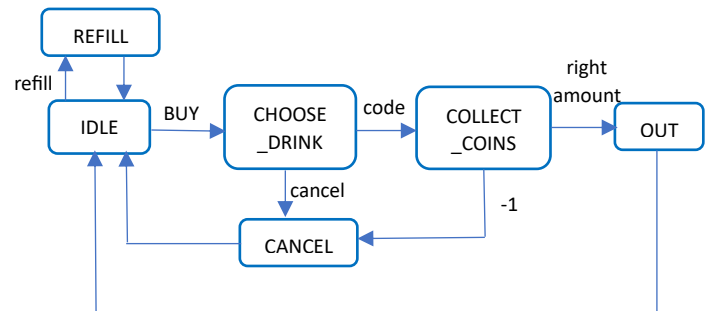 REFILL
refill
IDLE
BUY
CHOOSE
_DRINK
code
COLLECT
_COINS
right
amount
OUT
cancel
-1
CANCEL